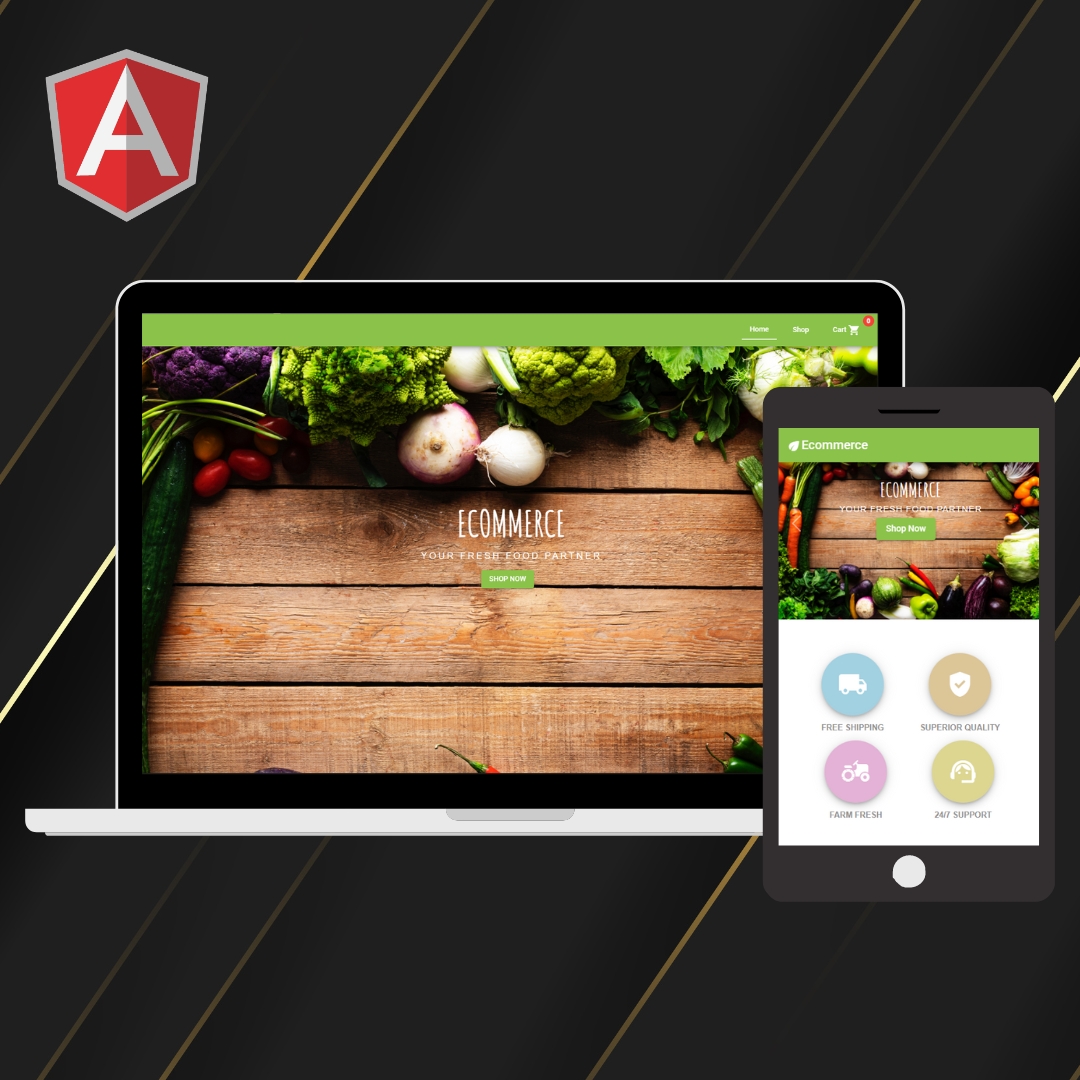 A
Home Shop Cart 0
ECOMMERCE
YOUR FRESH FOOD PARTNER
SHOP NOW
Ecommerce
ECOMMERCE
YOUR FRESH FOOD PARTNER
Shop Now
FREE SHIPPING SUPERIOR QUALITY
FARM FRESH 24/7 SUPPORT